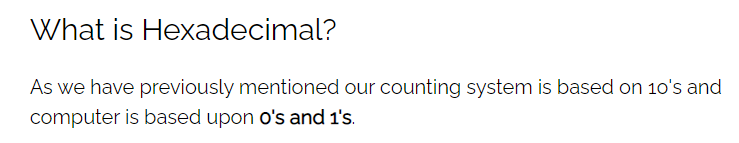 What is Hexadecimal?
As we have previously mentioned our counting system is based on 10's and
computer is based upon 0's and 1's.